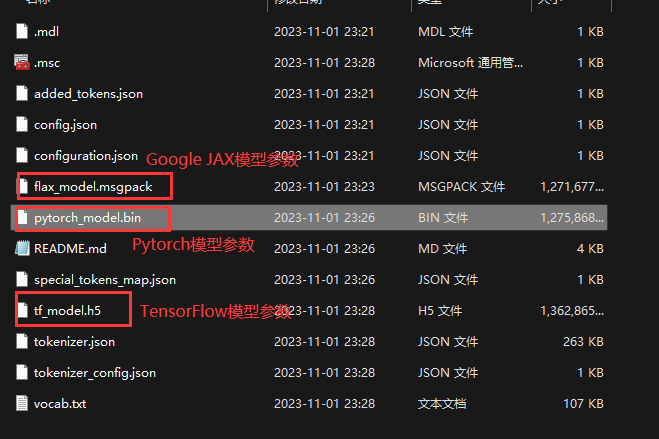 名称 修改日期 类型 大小
.mdl 2023-11-01 23:21 MDL 文件 1 KB
.msc 2023-11-01 23:28 Microsoft 通用管... 1 KB
added_tokens.json 2023-11-01 23:21 JSON 文件 1 KB
config.json 2023-11-01 23:21 JSON 文件 1 KB
configuration.json 2023-11-01 23:21 JSON 文件 1 KB
Google JAX模型参数
flax_model.msgpack 2023-11-01 23:23 MSGPACK 文件 1,271,677...
pytorch_model.bin 2023-11-01 23:26 BIN 文件 1,275,868...
Pytorch模型参数
README.md 2023-11-01 23:26 MD 文件 4 KB
special_tokens_map.json 2023-11-01 23:26 JSON 文件 1 KB
tf_model.h5 2023-11-01 23:28 H5 文件 1,362,865...
TensorFlow模型参数
tokenizer.json 2023-11-01 23:28 JSON 文件 263 KB
tokenizer_config.json 2023-11-01 23:28 JSON 文件 1 KB
vocab.txt 2023-11-01 23:28 文本文档 107 KB